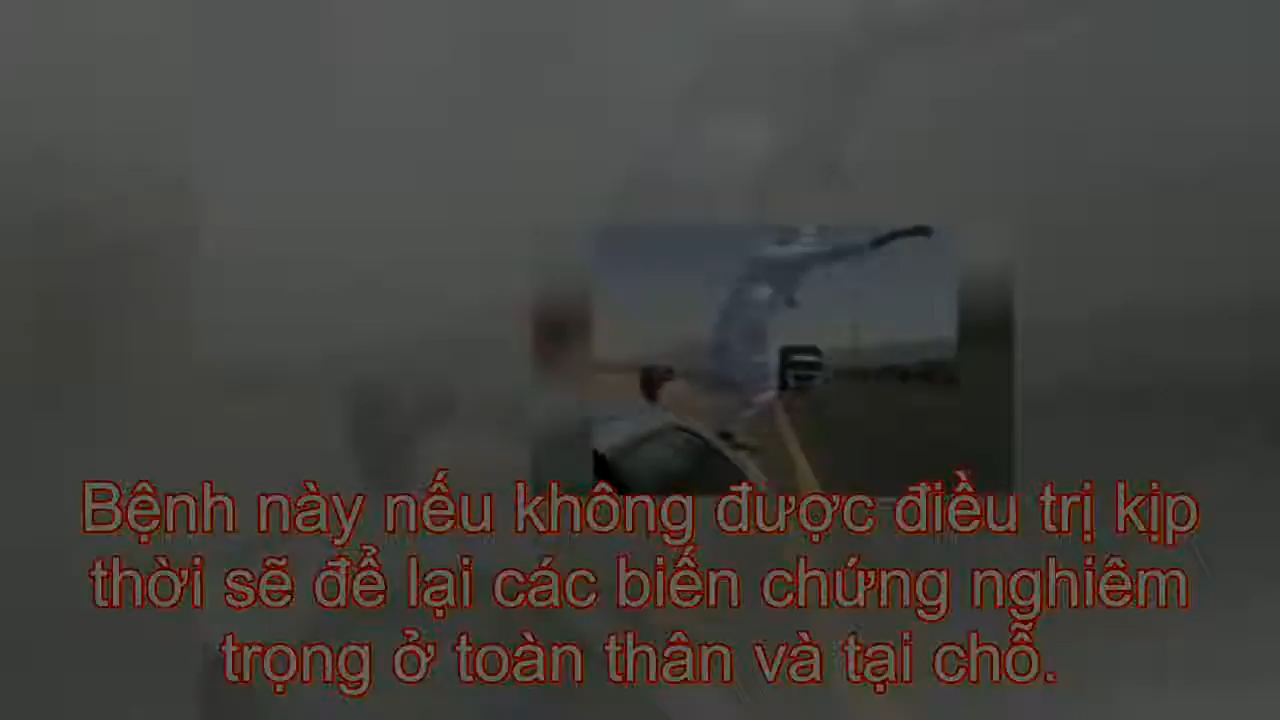 Bệnh này nếu không được điều trị kịp
thời sẽ để lại các biến chứng nghiêm
trọng ở toàn thân và tại chỗ.